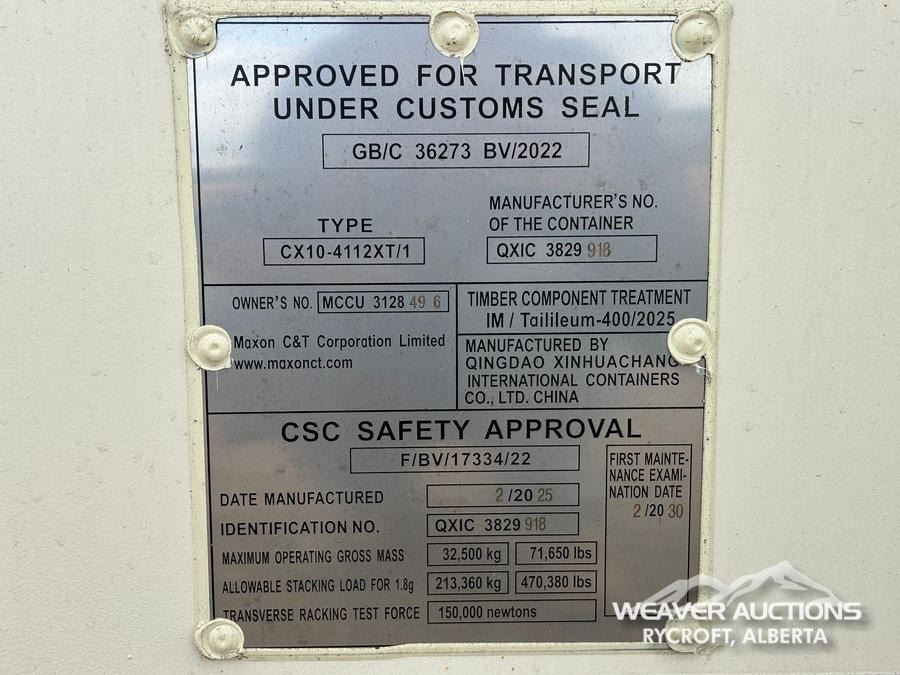 APPROVED FOR TRANSPORT
UNDER CUSTOMS SEAL
GB/C 36273 BV/2022
TYPE
CX10-4112XT/1
MANUFACTURER'S NO.
OF THE CONTAINER
QXIC 3829 918
OWNER'S NO. MCCU 3128 49 6
Maxon C&T Corporation Limited
www.maxonct.com
TIMBER COMPONENT TREATMENT
IM / Tailileum-400/2025
MANUFACTURED BY
QINGDAO XINHUACHANG
INTERNATIONAL CONTAINERS
CO., LTD. CHINA
CSC SAFETY APPROVAL
F/BV/17334/22
DATE MANUFACTURED 2/2025
IDENTIFICATION NO. QXIC 3829 918
MAXIMUM OPERATING GROSS MASS 32,500 kg 71,650 lbs
ALLOWABLE STACKING LOAD FOR 1.8g 213,360 kg 470,380 lbs
TRANSVERSE RACKING TEST FORCE 150,000 newtons
FIRST MAINTE-
NANCE EXAMI-
NATION DATE
2/2030
WEAVER AUCTIONS
RYCROFT, ALBERTA